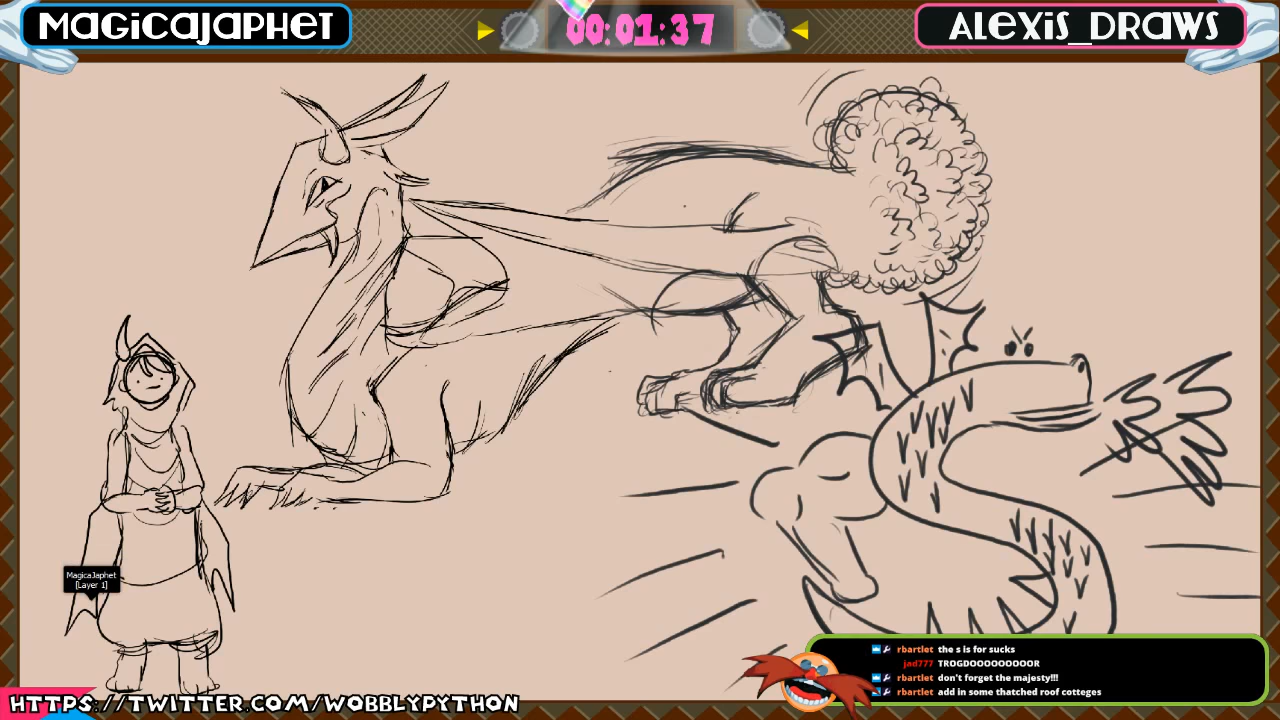 MAGICAJAPHET
00:01:37
ALEXIS_DRAWS
MagicaJaphet
[Layer 1]
rbartlet the s is for sucks
jad777 TROGDOOOOOOOOR
rbartlet don't forget the majesty!!!
rbartlet add in some thatched roof cotteges
HTTPS://TWITTER.COM/WOBBLYPYTHON